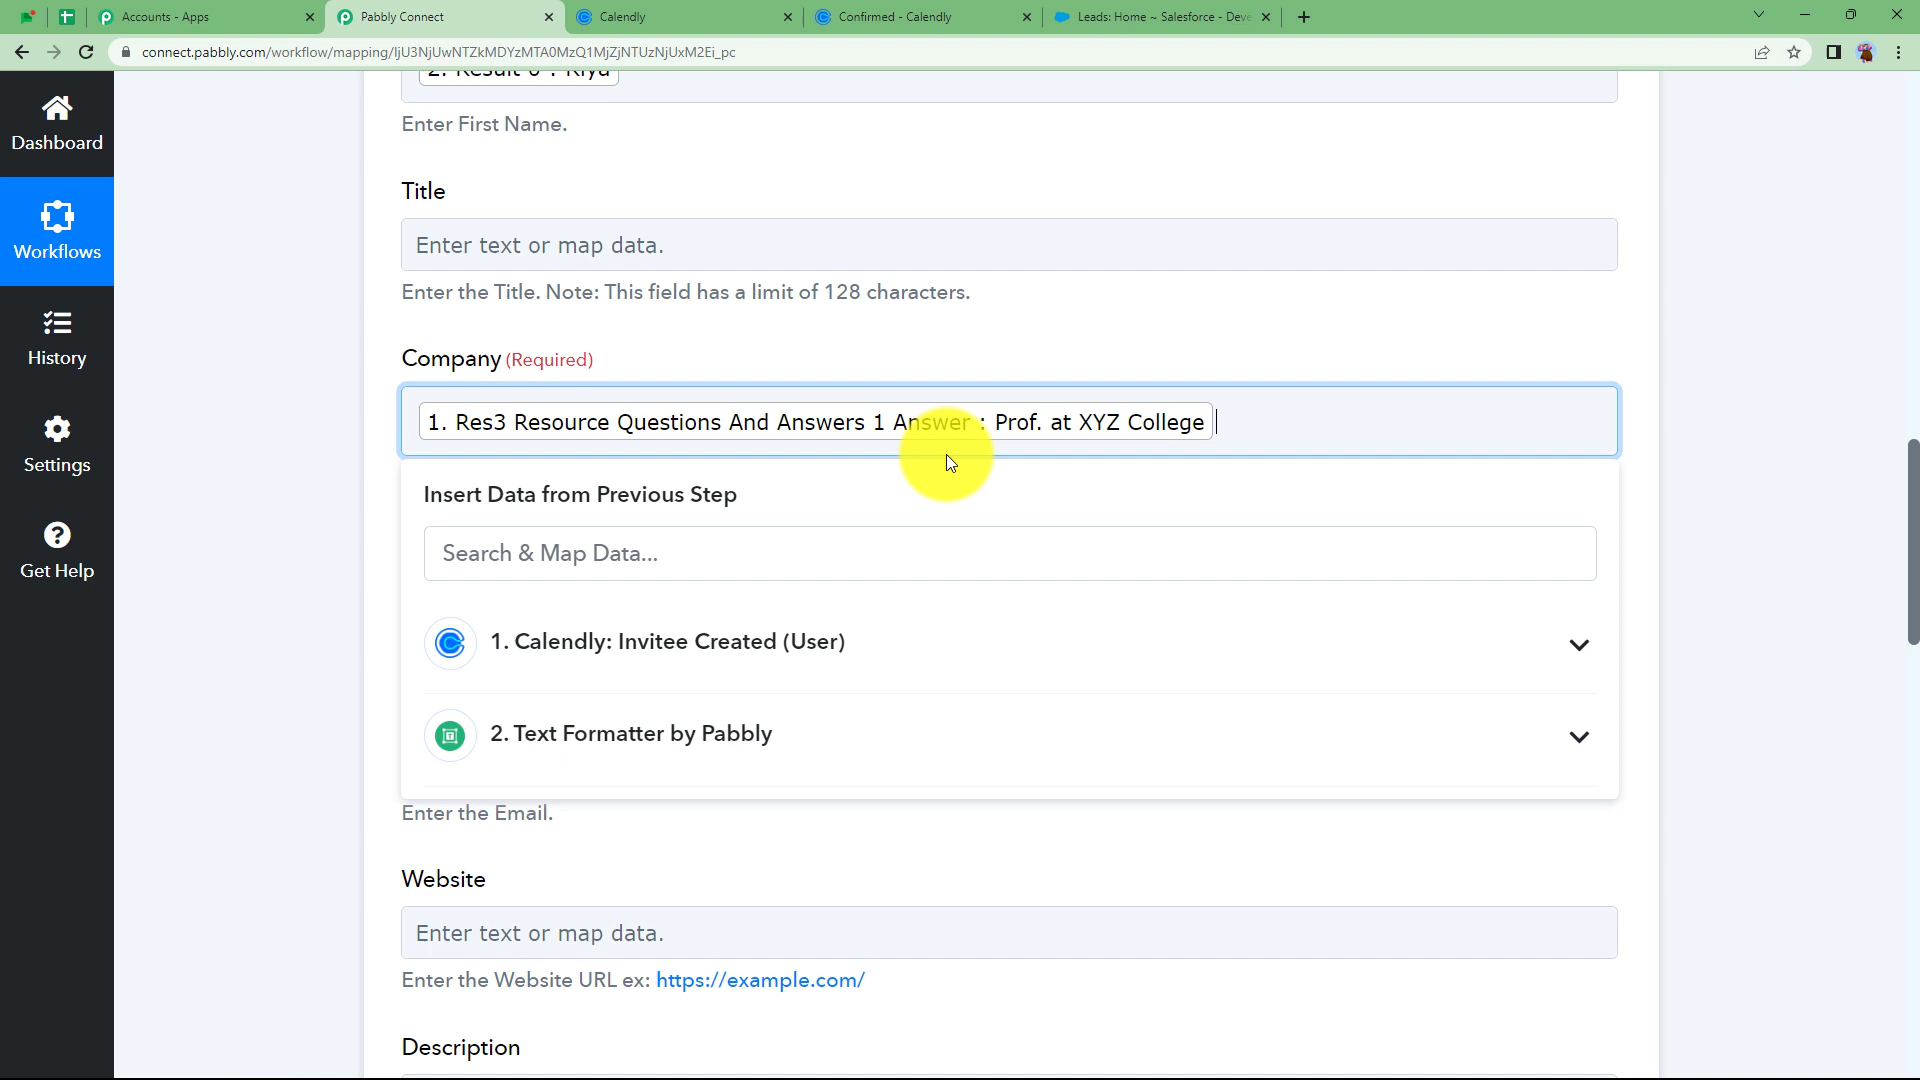 Accounts - Apps
Pabbly Connect
Calendly
Confirmed - Calendly
Leads: Home ~ Salesforce - Deve
connect.pabbly.com/workflow/mapping/IjU3NjUwNTZkMDYzMTA0MzQ1MjZjNTUzNjUxM2Ei_pc
Dashboard
Workflows
History
Settings
Get Help
2. Result 0 : Riya
Enter First Name.
Title
Enter text or map data.
Enter the Title. Note: This field has a limit of 128 characters.
Company (Required)
1. Res3 Resource Questions And Answers 1 Answer : Prof. at XYZ College
Insert Data from Previous Step
Search & Map Data...
1. Calendly: Invitee Created (User)
2. Text Formatter by Pabbly
Enter the Email.
Website
Enter text or map data.
Enter the Website URL ex: https://example.com/
Description